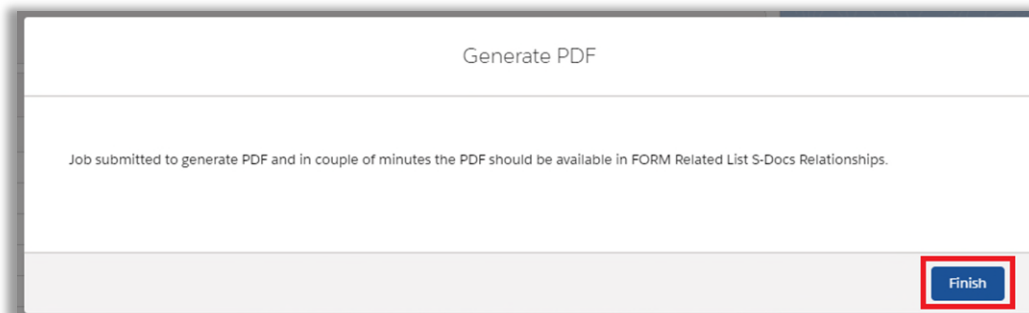 Generate PDF
Job submitted to generate PDF and in couple of minutes the PDF should be available in FORM Related List S-Docs Relationships.
Finish